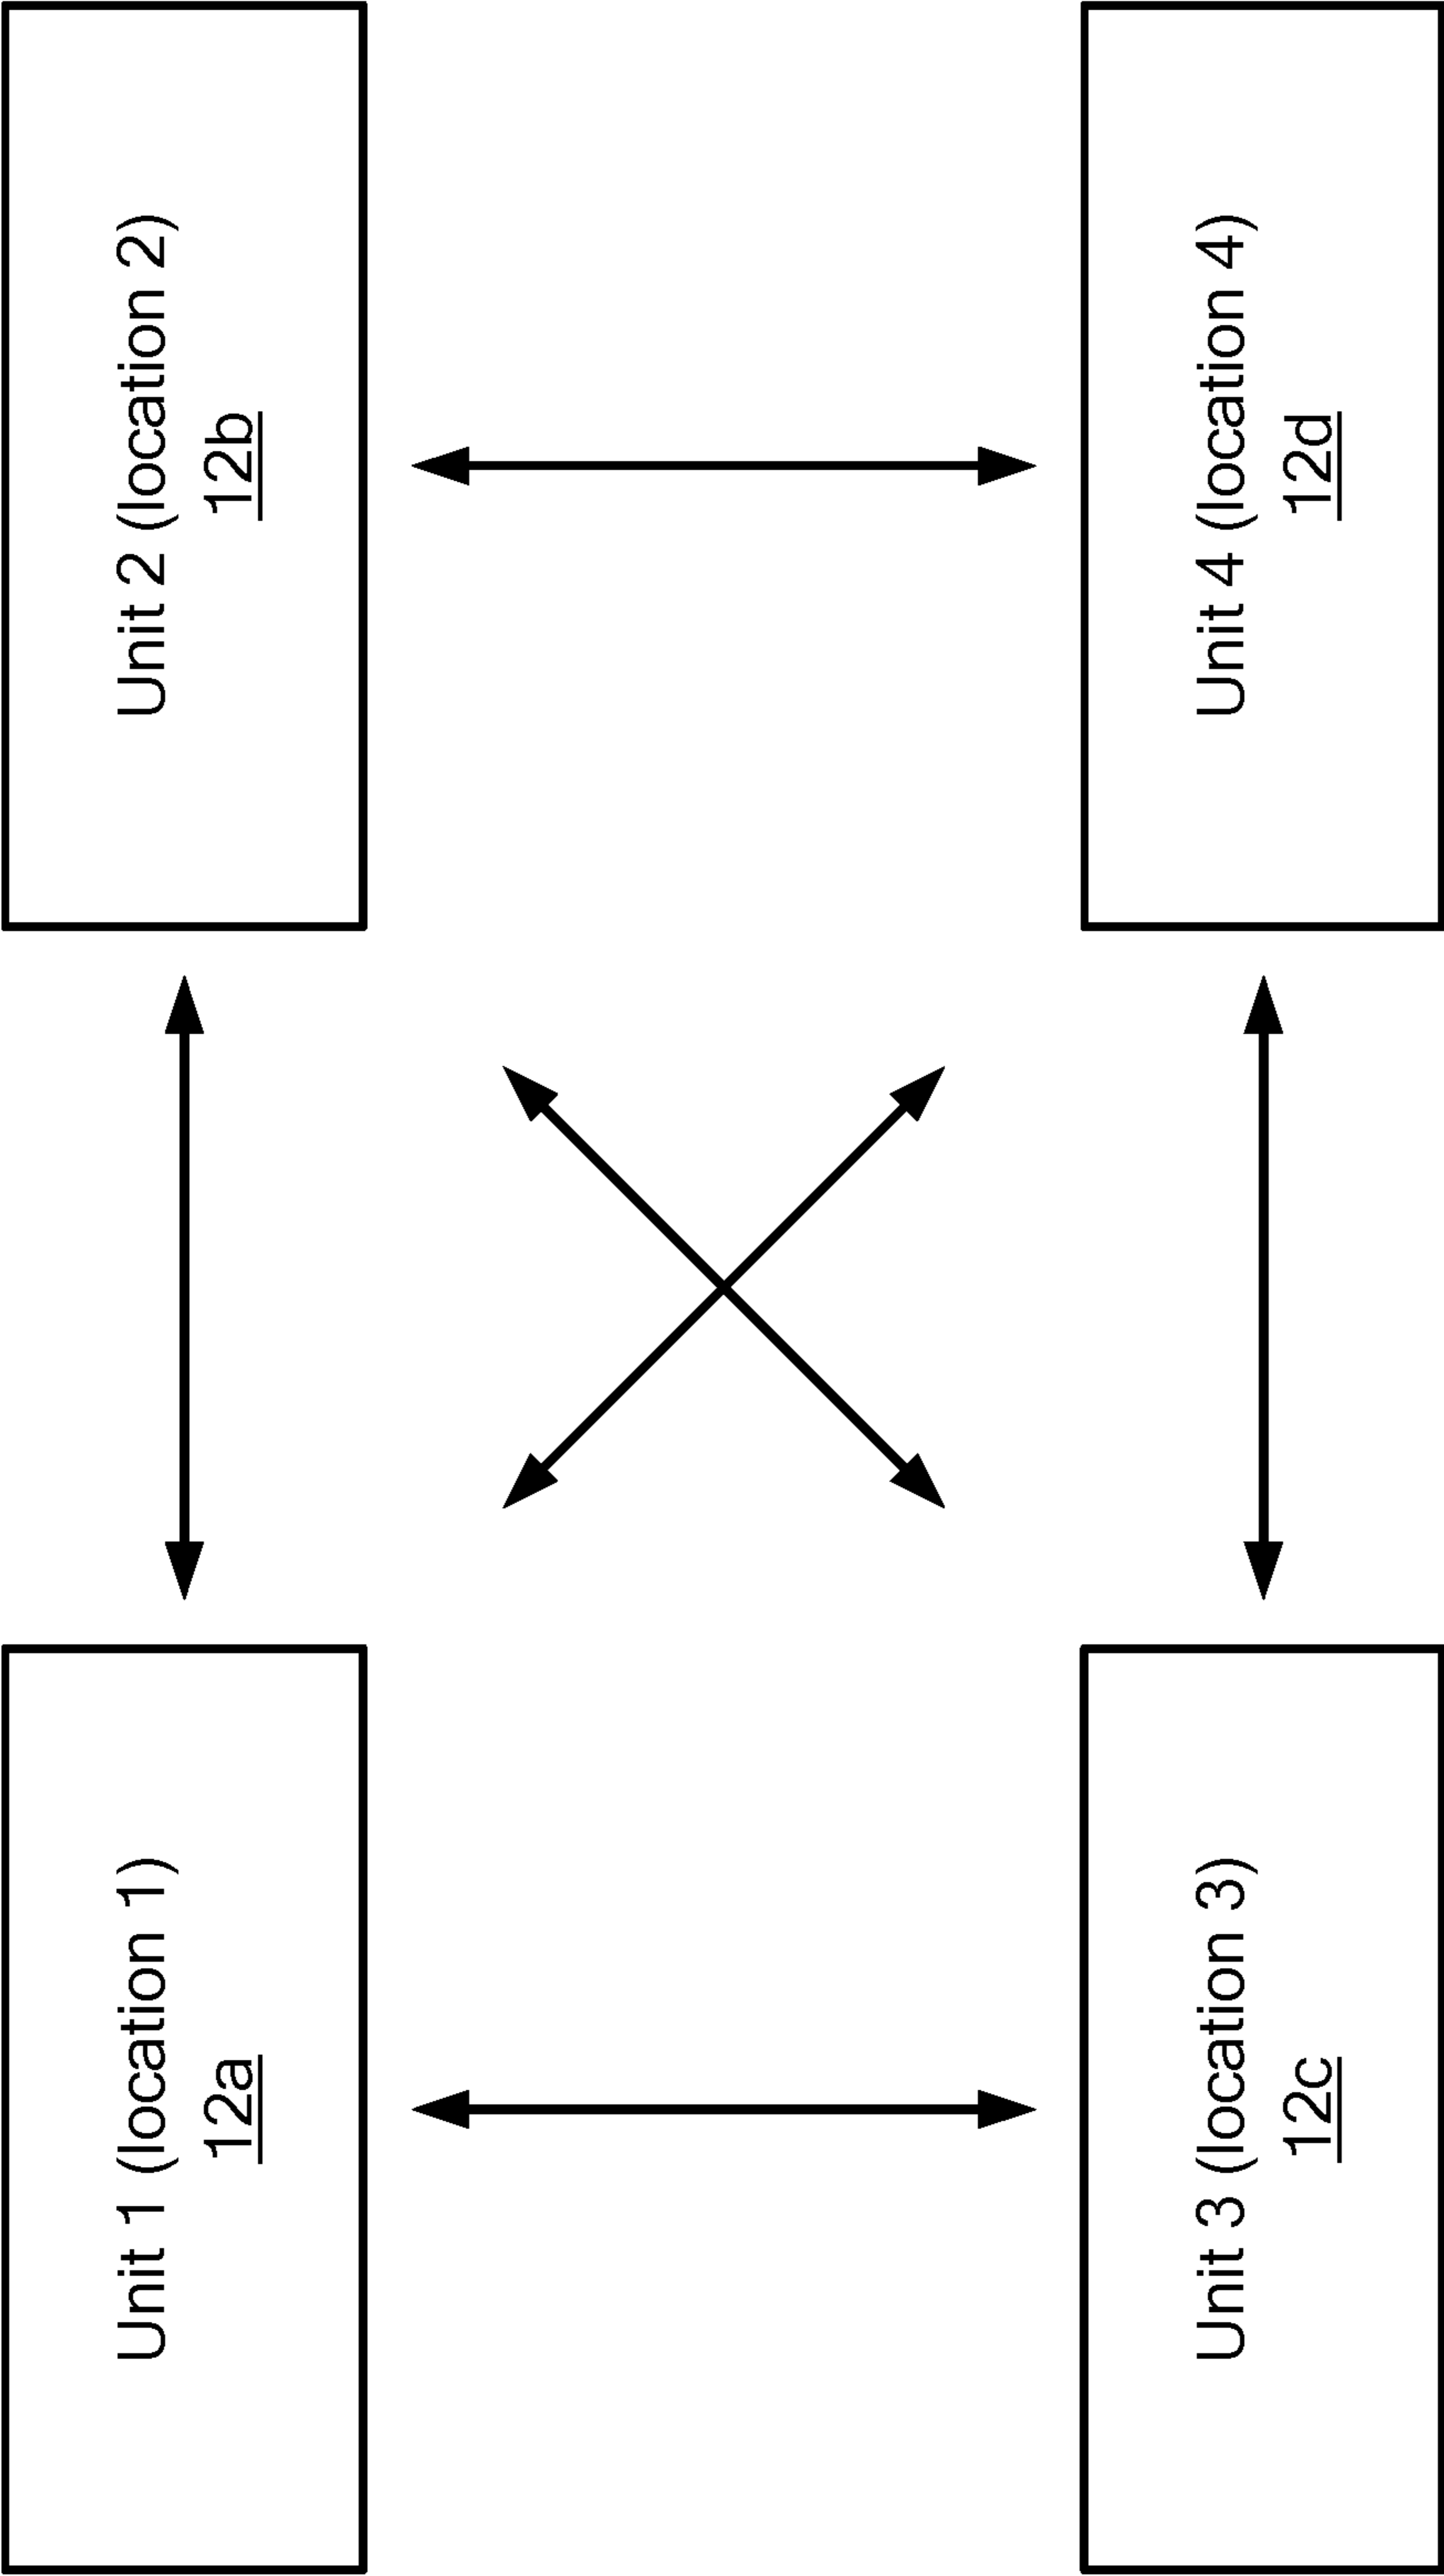 Unit 1 (location 1)
12a
Unit 2 (location 2)
12b
Unit 3 (location 3)
12c
Unit 4 (location 4)
12d